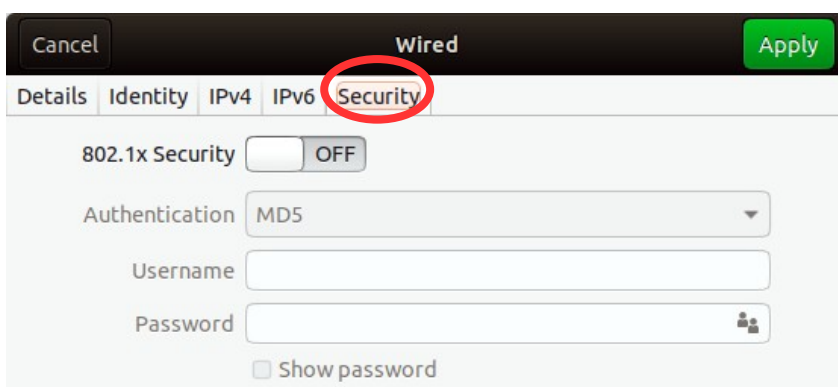 Cancel Wired Apply
Details Identity IPv4 IPv6 Security
802.1x Security OFF
Authentication MD5
Username
Password
Show password